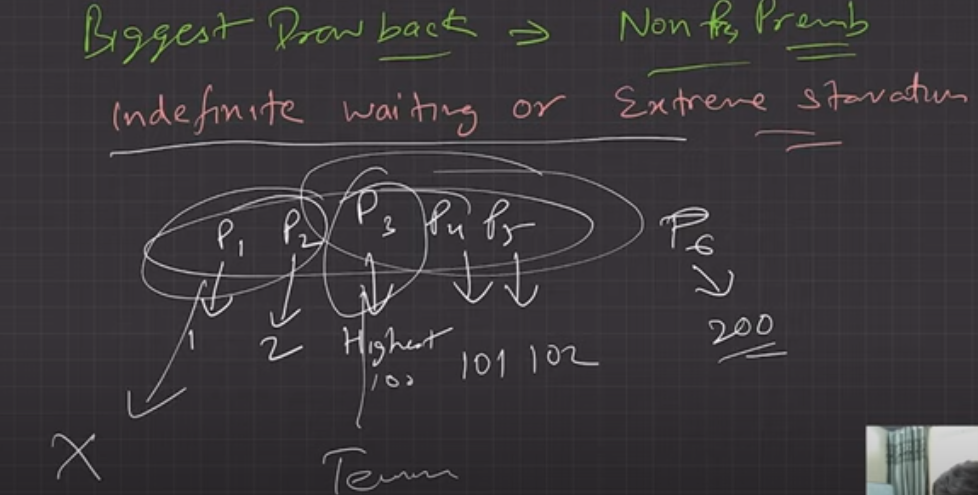 Biggest Drawback → Non Premb
Indefinite waiting or Extreme starvation
P1 P2 P3 P4 P5 P6
1 2 Highest 101 102 200
100
X Term